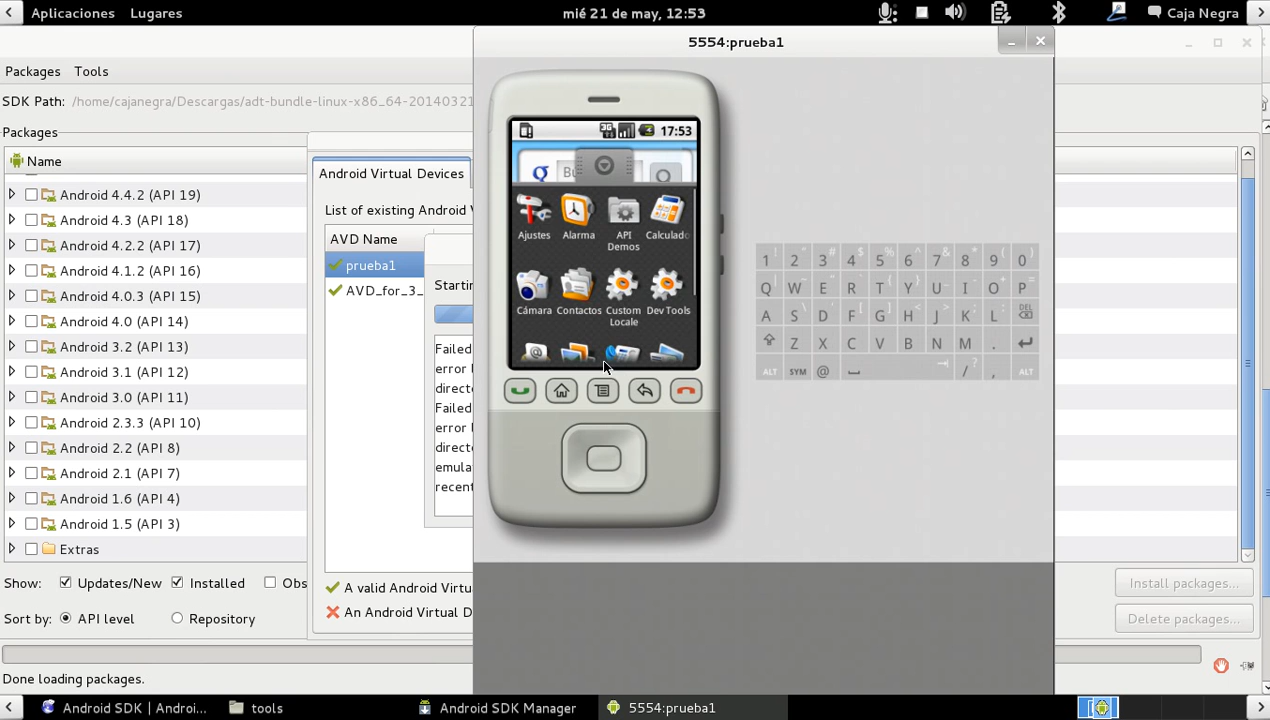 Aplicaciones Lugares
mié 21 de may, 12:53
Caja Negra
5554:prueba1
Packages Tools
SDK Path: /home/cajanegra/Descargas/adt-bundle-linux-x86_64-20140321
Packages
Name
Android 4.4.2 (API 19)
Android 4.3 (API 18)
Android 4.2.2 (API 17)
Android 4.1.2 (API 16)
Android 4.0.3 (API 15)
Android 4.0 (API 14)
Android 3.2 (API 13)
Android 3.1 (API 12)
Android 3.0 (API 11)
Android 2.3.3 (API 10)
Android 2.2 (API 8)
Android 2.1 (API 7)
Android 1.6 (API 4)
Android 1.5 (API 3)
Extras
Show: Updates/New Installed Obs
Sort by: API level Repository
Done loading packages.
Android Virtual Devices
List of existing Android V
AVD Name
prueba1
AVD_for_3_
A valid Android Virtu
An Android Virtual D
Startin
Failed
error l
directo
Failed
error l
directo
emula
recent
17:53
Ajustes Alarma API Demos Calculado
Cámara Contactos Custom Locale Dev Tools
1 ! 2 " 3 # 4 $ 5 % 6 ^ 7 & 8 * 9 ( 0 )
Q W E R T Y U I O P
A S D F G H J K L DEL
Z X C V B N M .
ALT SYM @ / ? , ALT
Install packages...
Delete packages...
Android SDK | Androi...
tools
Android SDK Manager
5554:prueba1